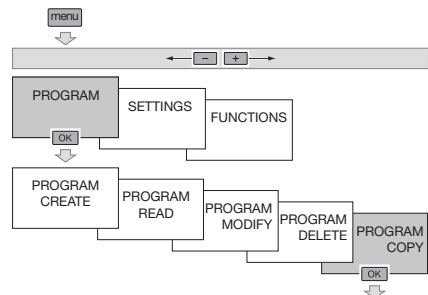 menu
− +
PROGRAM
SETTINGS
FUNCTIONS
OK
PROGRAM
CREATE
PROGRAM
READ
PROGRAM
MODIFY
PROGRAM
DELETE
PROGRAM
COPY
OK